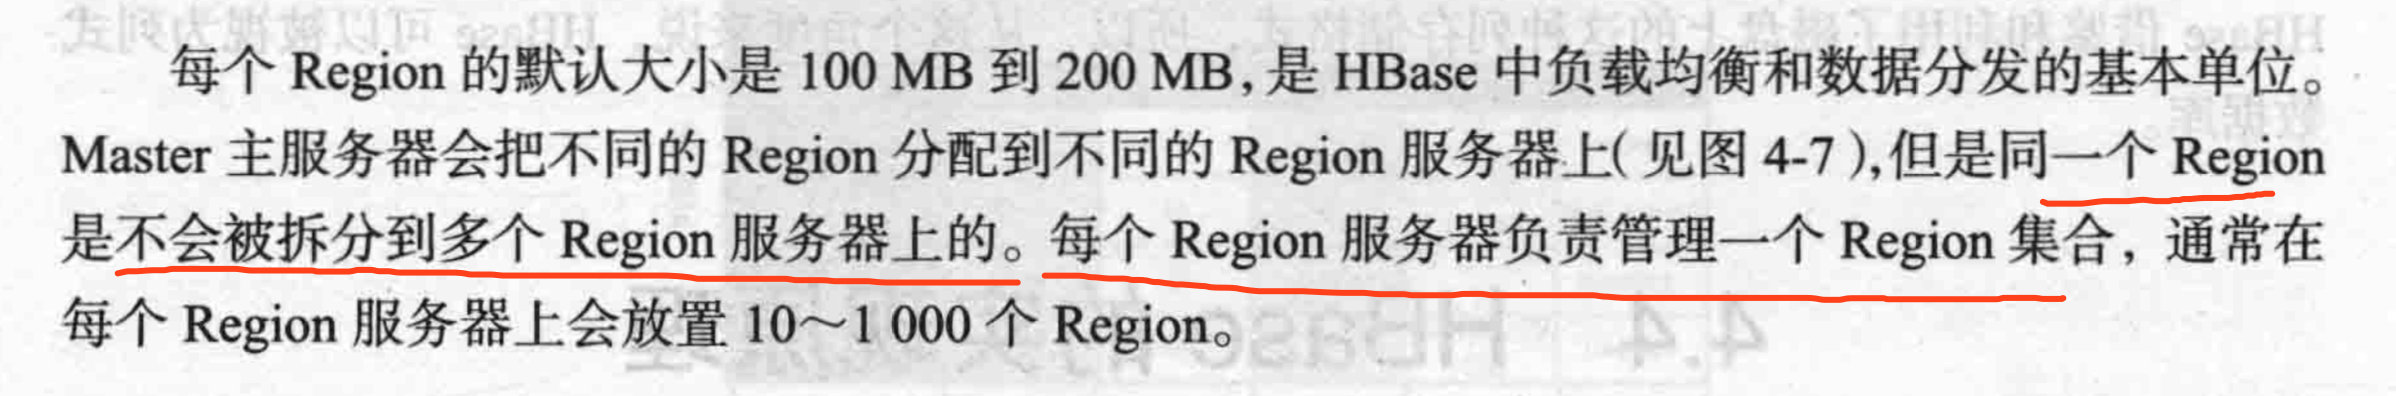 每个 Region 的默认大小是 100 MB 到 200 MB，是 HBase 中负载均衡和数据分发的基本单位。
Master 主服务器会把不同的 Region 分配到不同的 Region 服务器上（见图 4-7），但是同一个 Region
是不会被拆分到多个 Region 服务器上的。每个 Region 服务器负责管理一个 Region 集合，通常在
每个 Region 服务器上会放置 10～1 000 个 Region。